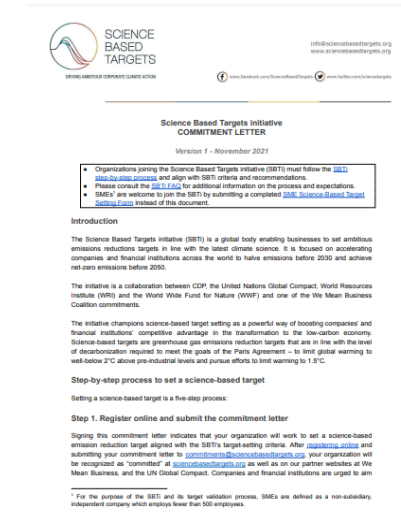 SCIENCE
BASED
TARGETS
DRIVING AMBITIOUS CORPORATE CLIMATE ACTION
info@sciencebasedtargets.org
www.sciencebasedtargets.org
www.facebook.com/ScienceBasedTargets www.twitter.com/sciencetargets
Science Based Targets initiative
COMMITMENT LETTER
Version 1 - November 2021
• Organizations joining the Science Based Targets initiative (SBTi) must follow the SBTi
step-by-step process and align with SBTi criteria and recommendations.
• Please consult the SBTi FAQ for additional information on the process and expectations.
• SMEs¹ are welcome to join the SBTi by submitting a completed SME Science-Based Target
Setting Form instead of this document.
Introduction
The Science Based Targets initiative (SBTi) is a global body enabling businesses to set ambitious
emissions reductions targets in line with the latest climate science. It is focused on accelerating
companies and financial institutions across the world to halve emissions before 2030 and achieve
net-zero emissions before 2050.
The initiative is a collaboration between CDP, the United Nations Global Compact, World Resources
Institute (WRI) and the World Wide Fund for Nature (WWF) and one of the We Mean Business
Coalition commitments.
The initiative champions science-based target setting as a powerful way of boosting companies' and
financial institutions' competitive advantage in the transformation to the low-carbon economy.
Science-based targets are greenhouse gas emissions reduction targets that are in line with the level
of decarbonization required to meet the goals of the Paris Agreement – to limit global warming to
well-below 2°C above pre-industrial levels and pursue efforts to limit warming to 1.5°C.
Step-by-step process to set a science-based target
Setting a science-based target is a five-step process:
Step 1. Register online and submit the commitment letter
Signing this commitment letter indicates that your organization will work to set a science-based
emission reduction target aligned with the SBTi's target-setting criteria. After registering online and
submitting your commitment letter to commitments@sciencebasedtargets.org, your organization will
be recognized as "committed" at sciencebasedtargets.org as well as on our partner websites at We
Mean Business, and the UN Global Compact. Companies and financial institutions are urged to aim
¹ For the purpose of the SBTi and its target validation process, SMEs are defined as a non-subsidiary,
independent company which employs fewer than 500 employees.